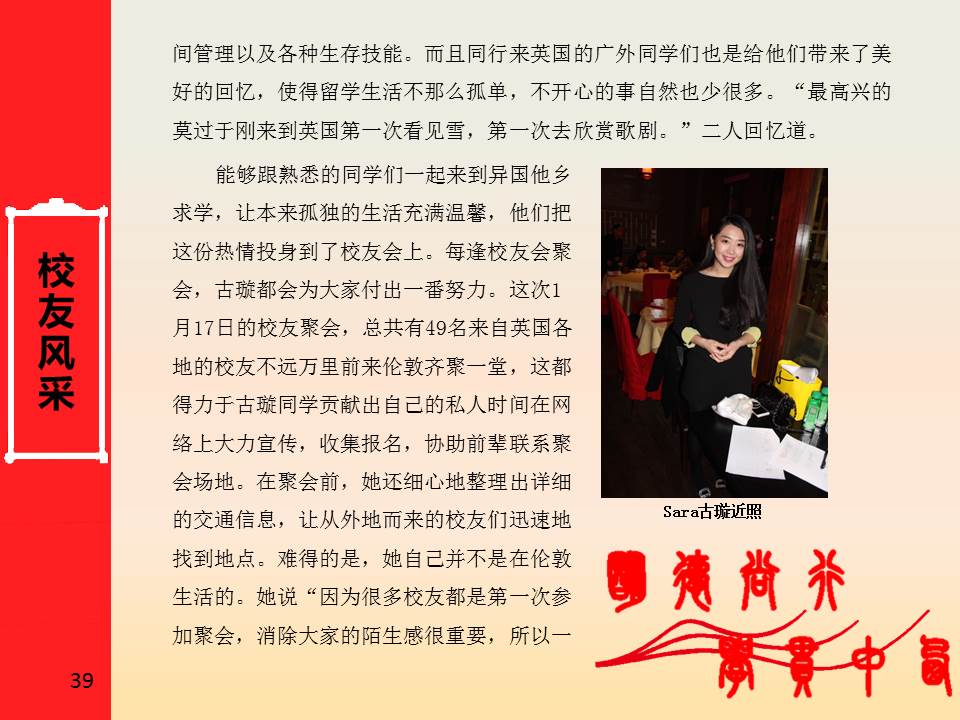 间管理以及各种生存技能。而且同行来英国的广外同学们也是给他们带来了美
好的回忆，使得留学生活不那么孤单，不开心的事自然也少很多。“最高兴的
莫过于刚来到英国第一次看见雪，第一次去欣赏歌剧。”二人回忆道。
能够跟熟悉的同学们一起来到异国他乡
求学，让本来孤独的生活充满温馨，他们把
这份热情投身到了校友会上。每逢校友会聚
会，古璇都会为大家付出一番努力。这次1
月17日的校友聚会，总共有49名来自英国各
地的校友不远万里前来伦敦齐聚一堂，这都
得力于古璇同学贡献出自己的私人时间在网
络上大力宣传，收集报名，协助前辈联系聚
会场地。在聚会前，她还细心地整理出详细
的交通信息，让从外地而来的校友们迅速地
找到地点。难得的是，她自己并不是在伦敦
生活的。她说“因为很多校友都是第一次参
加聚会，消除大家的陌生感很重要，所以一
Sara古璇近照
校友风采
明德尚行
學貫中西
39